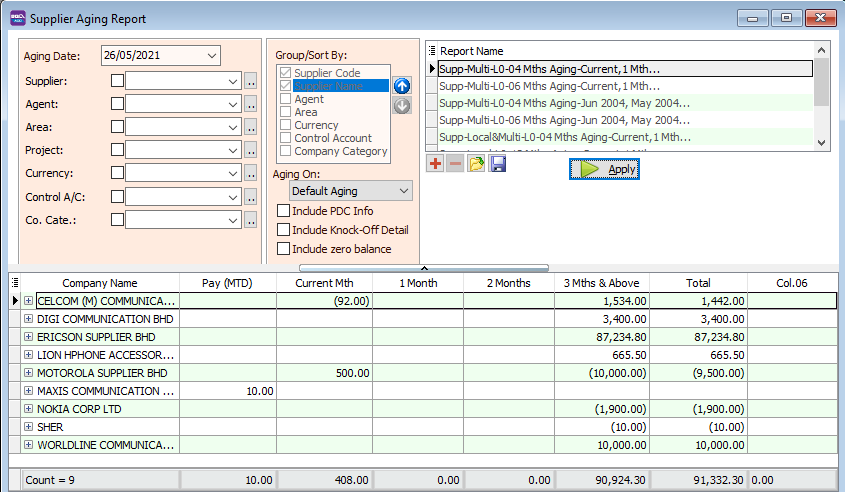 Supplier Aging Report
Aging Date: 26/05/2021
Supplier: ..
Agent: ..
Area: ..
Project: ..
Currency: ..
Control A/C: ..
Co. Cate.: ..
Group/Sort By:
Supplier Code
Supplier Name
Agent
Area
Currency
Control Account
Company Category
Aging On:
Default Aging
Include PDC Info
Include Knock-Off Detail
Include zero balance
Report Name
Supp-Multi-L0-04 Mths Aging-Current,1 Mth...
Supp-Multi-L0-06 Mths Aging-Current,1 Mth...
Supp-Multi-L0-04 Mths Aging-Jun 2004, May 2004...
Supp-Multi-L0-06 Mths Aging-Jun 2004, May 2004...
Supp-Local&Multi-L0-04 Mths Aging-Current,1 Mth...
Apply
Company Name Pay (MTD) Current Mth 1 Month 2 Months 3 Mths & Above Total Col.06
CELCOM (M) COMMUNICA... (92.00) 1,534.00 1,442.00
DIGI COMMUNICATION BHD 3,400.00 3,400.00
ERICSON SUPPLIER BHD 87,234.80 87,234.80
LION HPHONE ACCESSOR... 665.50 665.50
MOTOROLA SUPPLIER BHD 500.00 (10,000.00) (9,500.00)
MAXIS COMMUNICATION ... 10.00
NOKIA CORP LTD (1,900.00) (1,900.00)
SHER (10.00) (10.00)
WORLDLINE COMMUNICA... 10,000.00 10,000.00
Count = 9 10.00 408.00 0.00 0.00 90,924.30 91,332.30 0.00